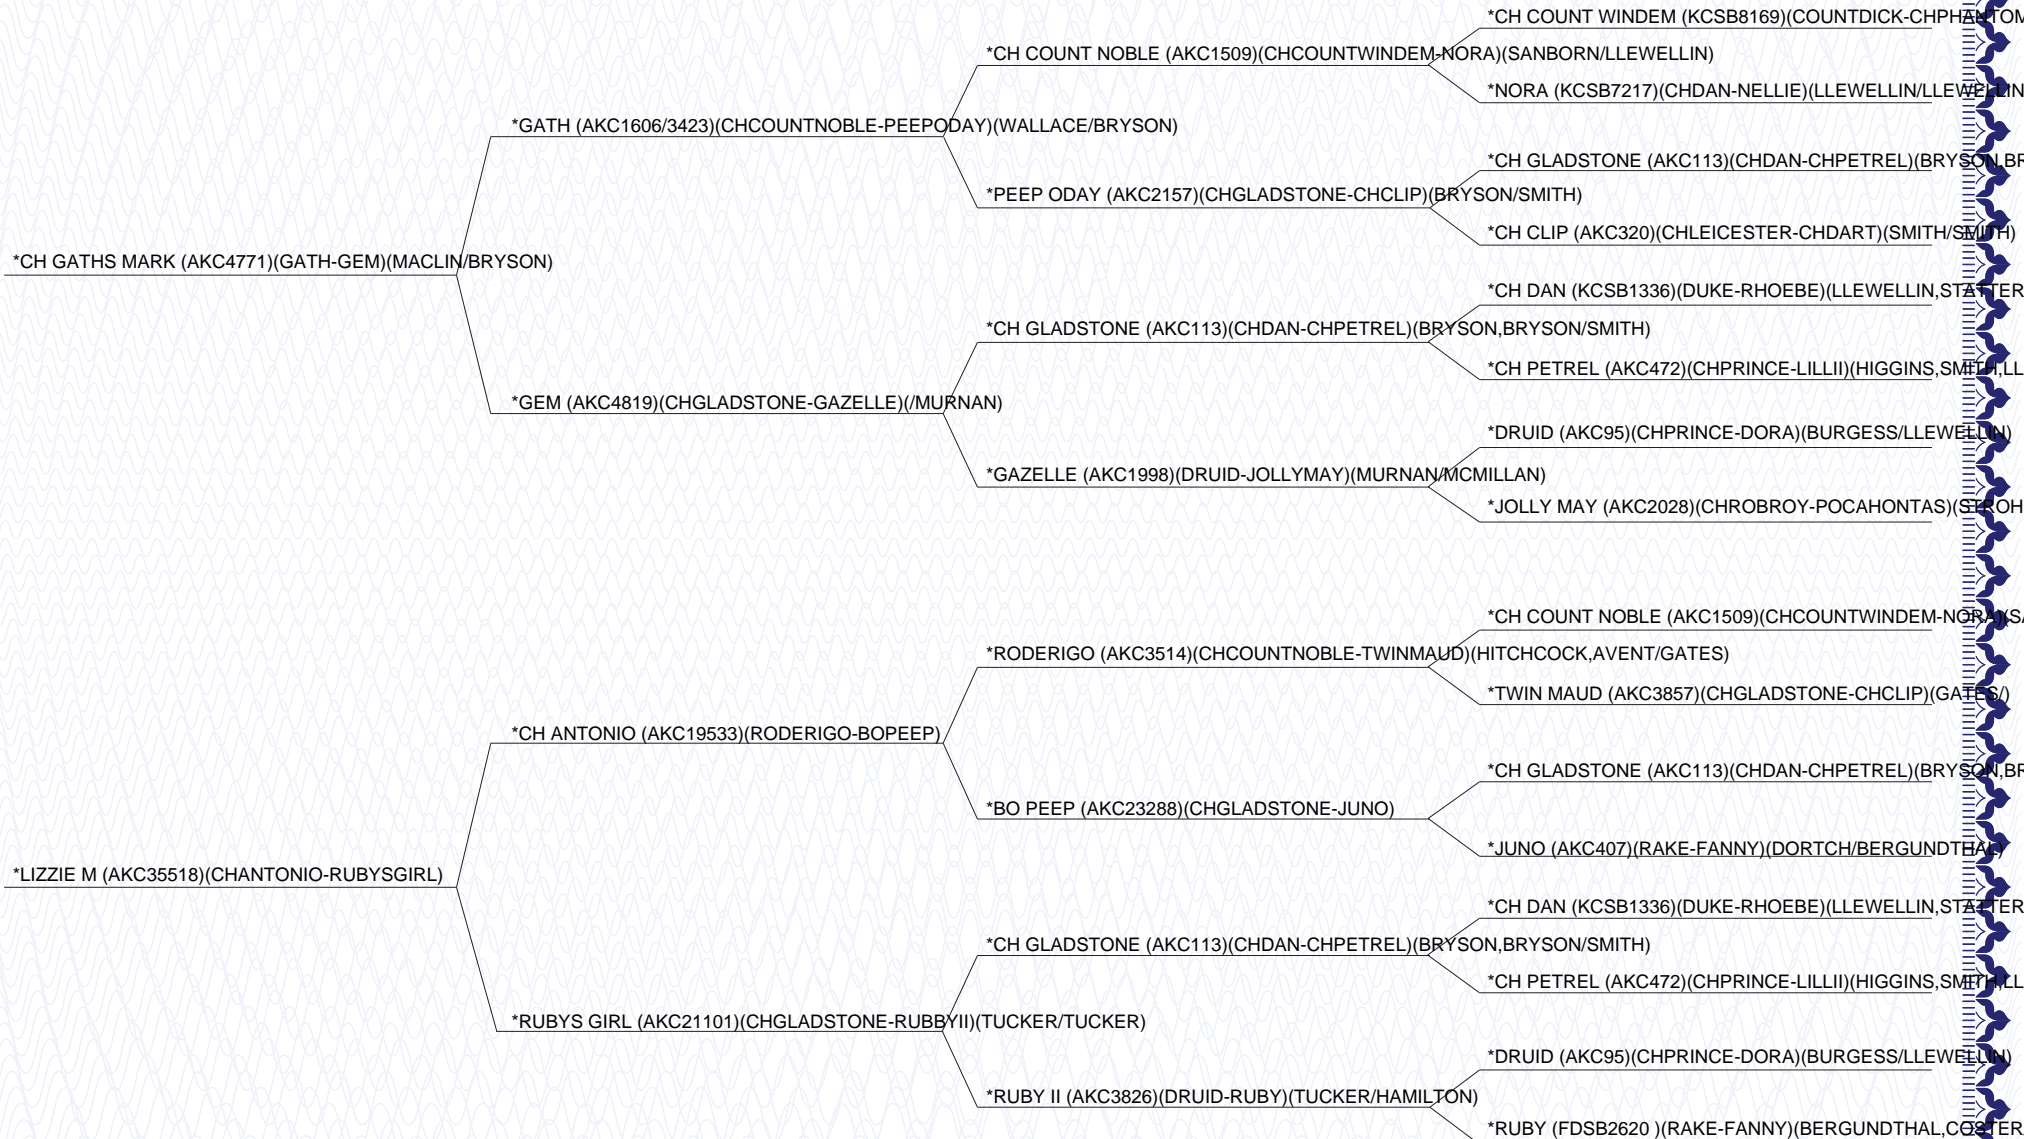 *CH COUNT WINDEM (KCSB8169)(COUNTDICK-CHPHANTOM
*CH COUNT NOBLE (AKC1509)(CHCOUNTWINDEM-NORA)(SANBORN/LLEWELLIN)
*NORA (KCSB7217)(CHDAN-NELLIE)(LLEWELLIN/LLEWELLIN
*GATH (AKC1606/3423)(CHCOUNTNOBLE-PEEPODAY)(WALLACE/BRYSON)
*CH GLADSTONE (AKC113)(CHDAN-CHPETREL)(BRYSON,BR
*PEEP ODAY (AKC2157)(CHGLADSTONE-CHCLIP)(BRYSON/SMITH)
*CH CLIP (AKC320)(CHLEICESTER-CHDART)(SMITH/SMITH)
*CH GATHS MARK (AKC4771)(GATH-GEM)(MACLIN/BRYSON)
*CH DAN (KCSB1336)(DUKE-RHOEBE)(LLEWELLIN,STATTER
*CH GLADSTONE (AKC113)(CHDAN-CHPETREL)(BRYSON,BRYSON/SMITH)
*CH PETREL (AKC472)(CHPRINCE-LILLII)(HIGGINS,SMITH,LL
*GEM (AKC4819)(CHGLADSTONE-GAZELLE)(/MURNAN)
*DRUID (AKC95)(CHPRINCE-DORA)(BURGESS/LLEWELLIN)
*GAZELLE (AKC1998)(DRUID-JOLLYMAY)(MURNAN/MCMILLAN)
*JOLLY MAY (AKC2028)(CHROBROY-POCAHONTAS)(STROH
*CH COUNT NOBLE (AKC1509)(CHCOUNTWINDEM-NORA)(SA
*RODERIGO (AKC3514)(CHCOUNTNOBLE-TWINMAUD)(HITCHCOCK,AVENT/GATES)
*TWIN MAUD (AKC3857)(CHGLADSTONE-CHCLIP)(GATES/)
*CH ANTONIO (AKC19533)(RODERIGO-BOPEEP)
*CH GLADSTONE (AKC113)(CHDAN-CHPETREL)(BRYSON,BR
*BO PEEP (AKC23288)(CHGLADSTONE-JUNO)
*JUNO (AKC407)(RAKE-FANNY)(DORTCH/BERGUNDTHAL)
*LIZZIE M (AKC35518)(CHANTONIO-RUBYSGIRL)
*CH DAN (KCSB1336)(DUKE-RHOEBE)(LLEWELLIN,STATTER
*CH GLADSTONE (AKC113)(CHDAN-CHPETREL)(BRYSON,BRYSON/SMITH)
*CH PETREL (AKC472)(CHPRINCE-LILLII)(HIGGINS,SMITH,LL
*RUBYS GIRL (AKC21101)(CHGLADSTONE-RUBBYII)(TUCKER/TUCKER)
*DRUID (AKC95)(CHPRINCE-DORA)(BURGESS/LLEWELLIN)
*RUBY II (AKC3826)(DRUID-RUBY)(TUCKER/HAMILTON)
*RUBY (FDSB2620 )(RAKE-FANNY)(BERGUNDTHAL,COSTER